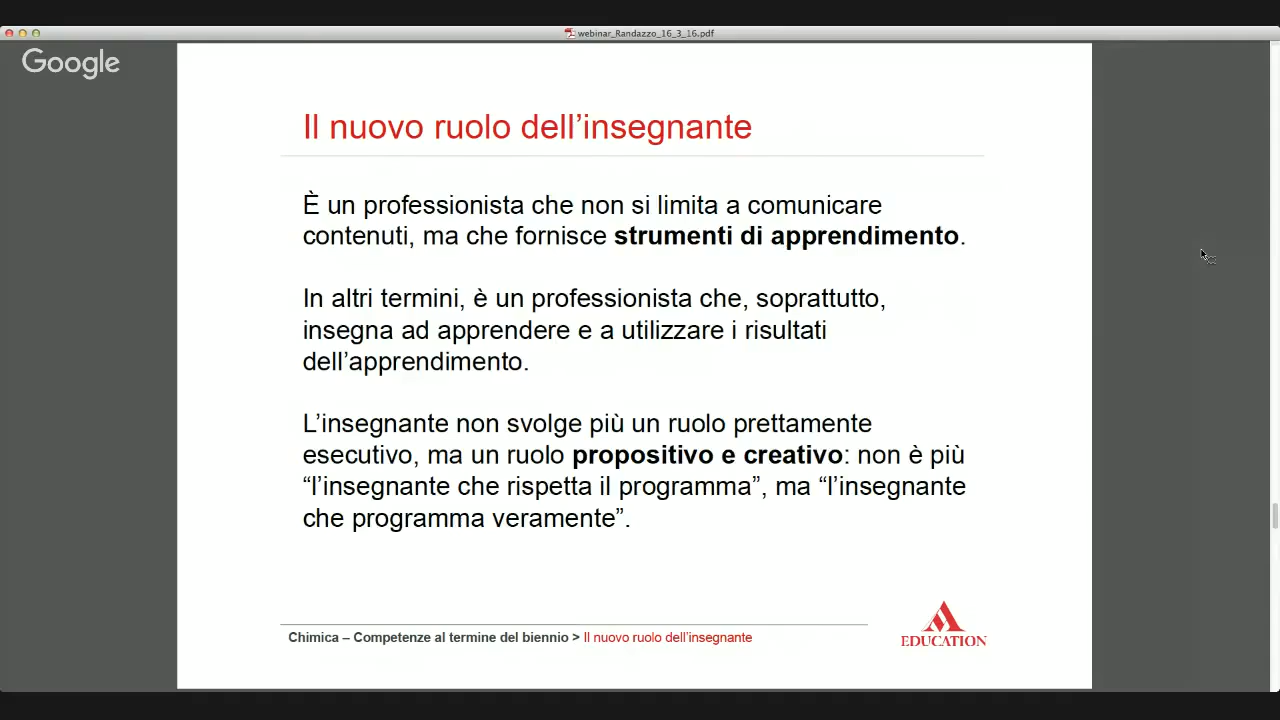 webinar_Randazzo_16_3_16.pdf
Google
Il nuovo ruolo dell’insegnante
È un professionista che non si limita a comunicare
contenuti, ma che fornisce strumenti di apprendimento.
In altri termini, è un professionista che, soprattutto,
insegna ad apprendere e a utilizzare i risultati
dell’apprendimento.
L’insegnante non svolge più un ruolo prettamente
esecutivo, ma un ruolo propositivo e creativo: non è più
“l’insegnante che rispetta il programma”, ma “l’insegnante
che programma veramente”.
Chimica – Competenze al termine del biennio > Il nuovo ruolo dell’insegnante
EDUCATION